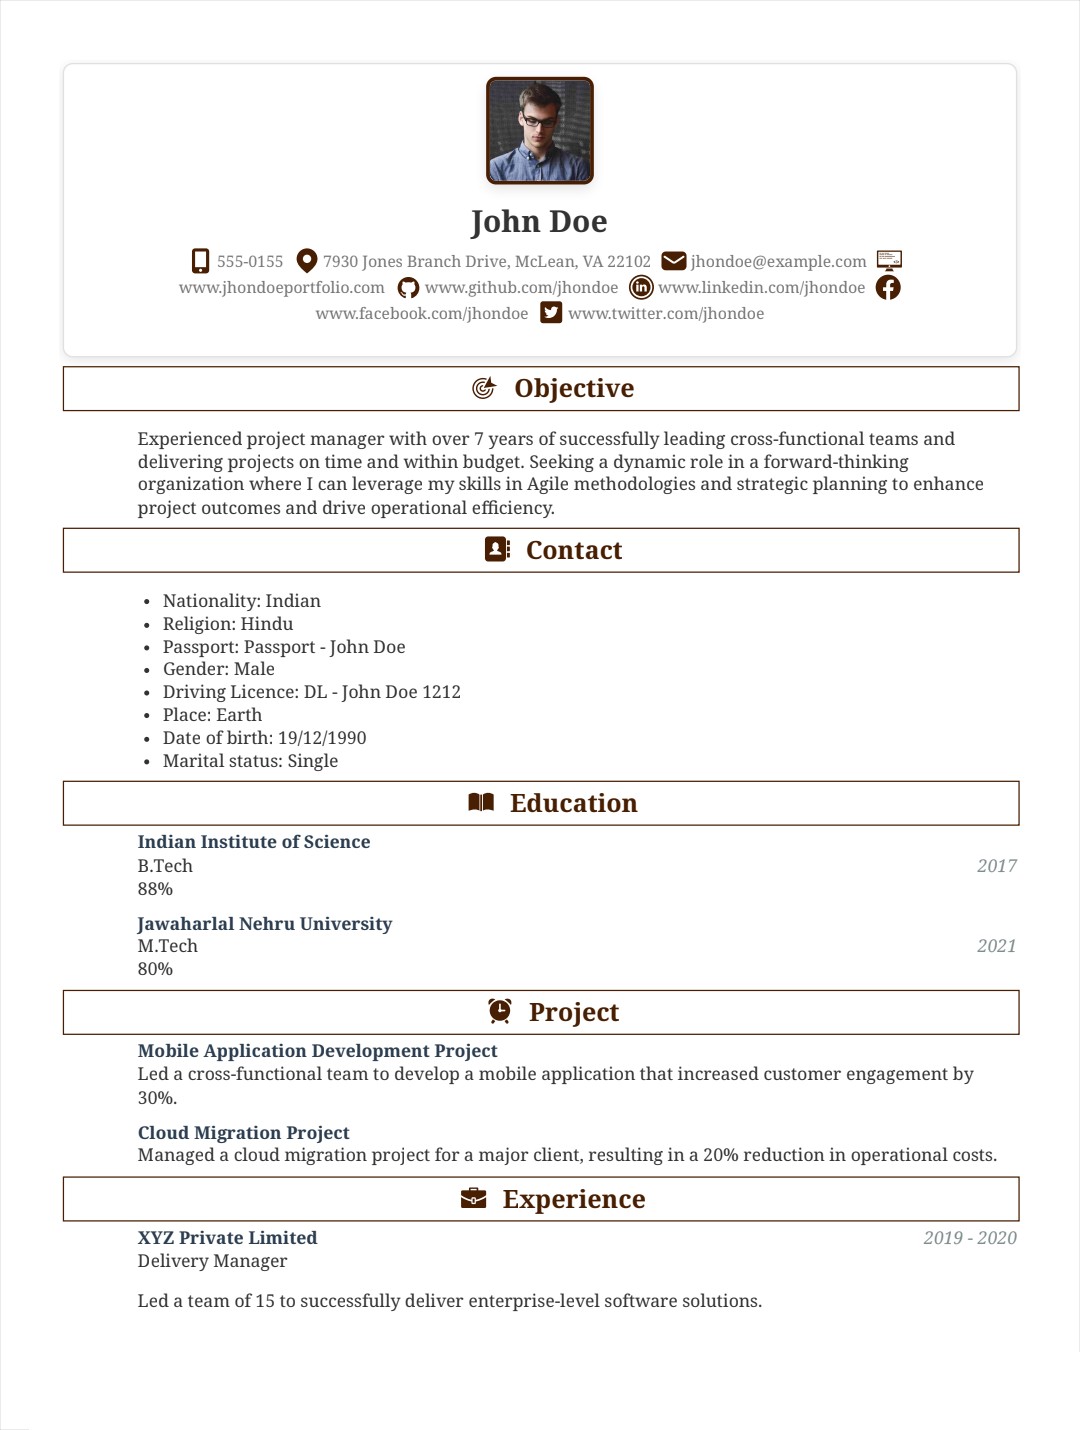 John Doe
555-0155 7930 Jones Branch Drive, McLean, VA 22102 jhondoe@example.com
www.jhondoeportfolio.com www.github.com/jhondoe www.linkedin.com/jhondoe
www.facebook.com/jhondoe www.twitter.com/jhondoe
Objective
Experienced project manager with over 7 years of successfully leading cross-functional teams and
delivering projects on time and within budget. Seeking a dynamic role in a forward-thinking
organization where I can leverage my skills in Agile methodologies and strategic planning to enhance
project outcomes and drive operational efficiency.
Contact
• Nationality: Indian
• Religion: Hindu
• Passport: Passport - John Doe
• Gender: Male
• Driving Licence: DL - John Doe 1212
• Place: Earth
• Date of birth: 19/12/1990
• Marital status: Single
Education
Indian Institute of Science
B.Tech 2017
88%
Jawaharlal Nehru University
M.Tech 2021
80%
Project
Mobile Application Development Project
Led a cross-functional team to develop a mobile application that increased customer engagement by
30%.
Cloud Migration Project
Managed a cloud migration project for a major client, resulting in a 20% reduction in operational costs.
Experience
XYZ Private Limited 2019 - 2020
Delivery Manager
Led a team of 15 to successfully deliver enterprise-level software solutions.